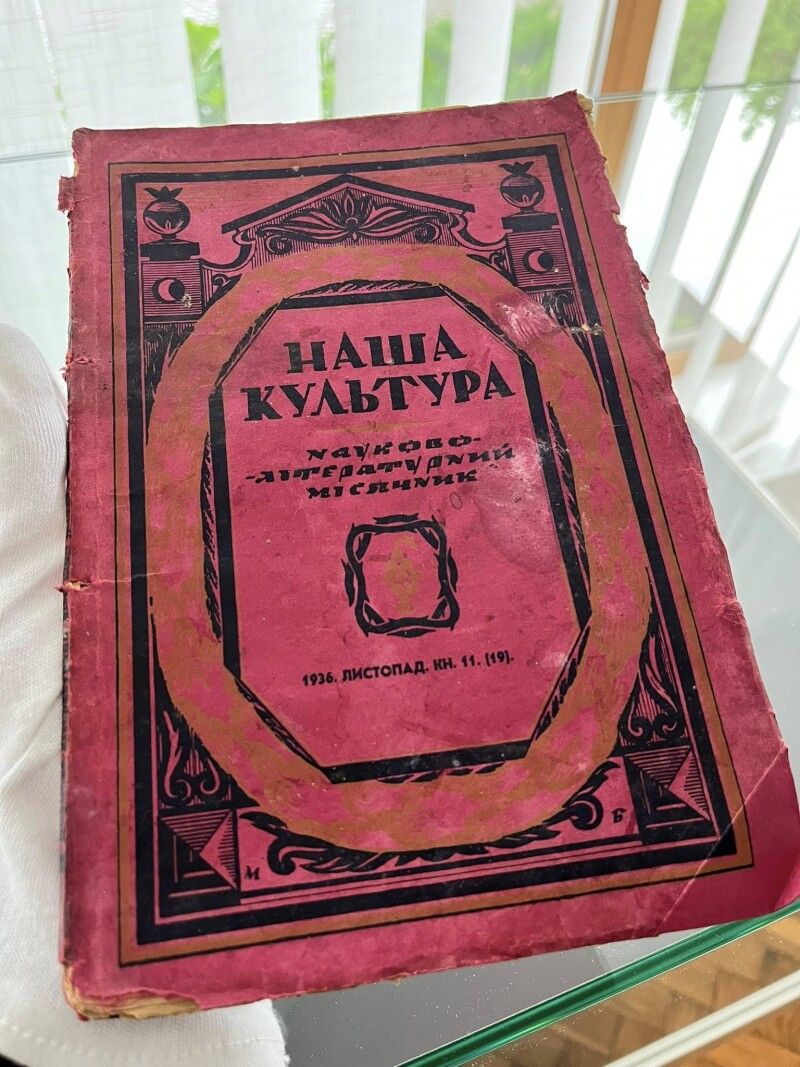 НАША
КУЛЬТУРА
НАУКОВО-
-ЛІТЕРАТУРНИЙ
МІСЯЧНИК
1936. ЛИСТОПАД. КН. 11. (19).
М Б